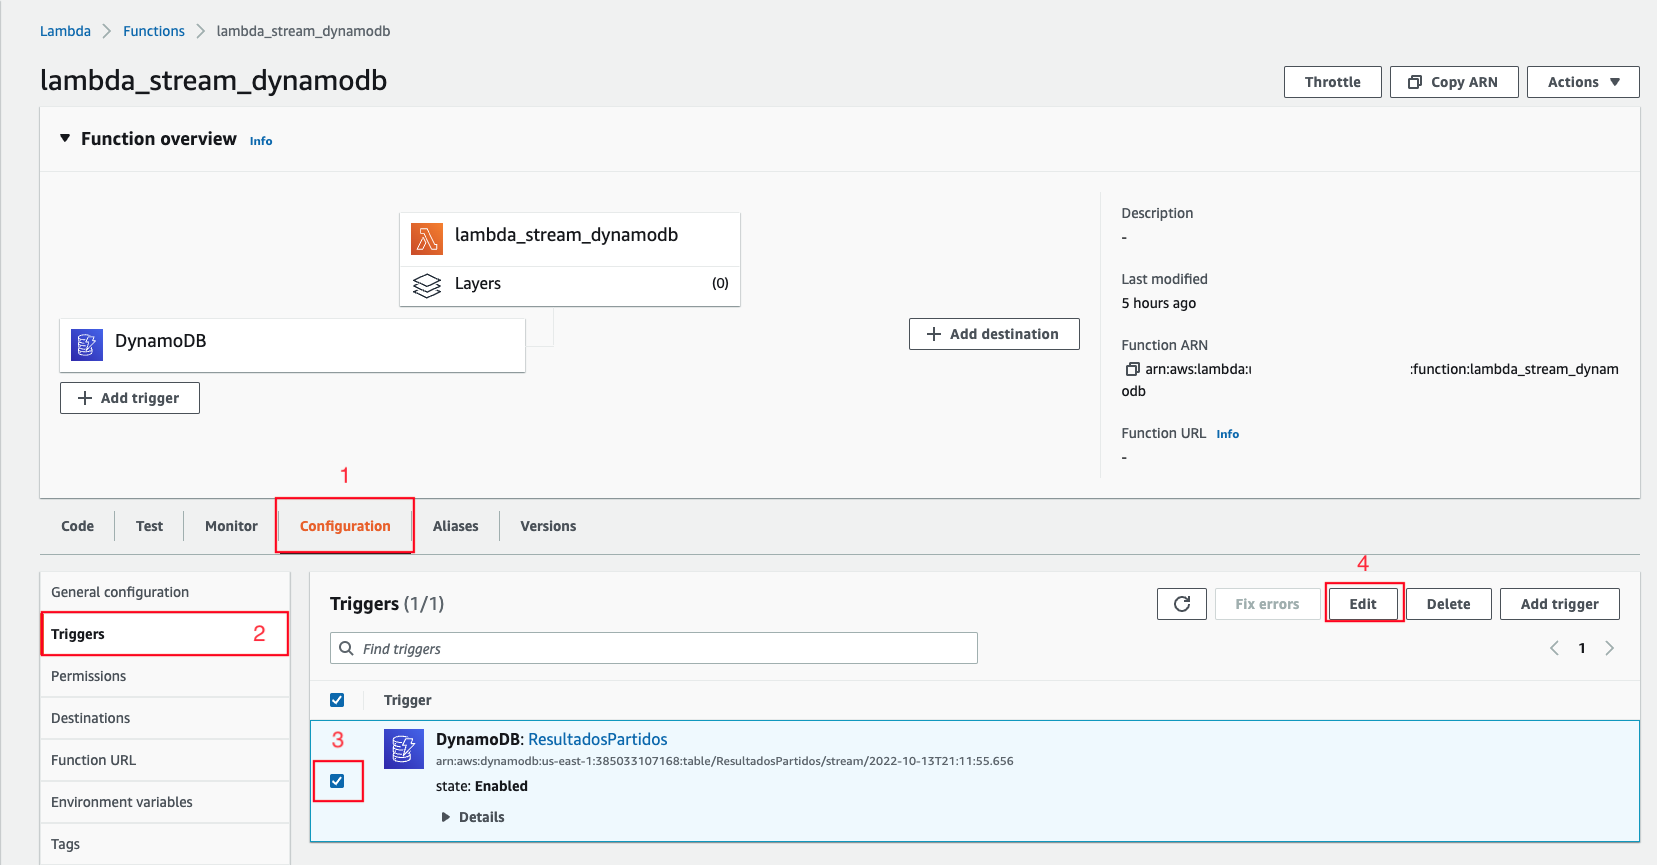 Lambda > Functions > lambda_stream_dynamodb
lambda_stream_dynamodb
Throttle
Copy ARN
Actions
Function overview Info
lambda_stream_dynamodb
Layers (0)
DynamoDB
+ Add trigger
+ Add destination
Description
-
Last modified
5 hours ago
Function ARN
arn:aws:lambda: :function:lambda_stream_dynam
odb
Function URL Info
-
1
Code
Test
Monitor
Configuration
Aliases
Versions
General configuration
Triggers 2
Permissions
Destinations
Function URL
Environment variables
Tags
4
Triggers (1/1)
Fix errors
Edit
Delete
Add trigger
Find triggers
< 1 >
Trigger
3
DynamoDB: ResultadosPartidos
arn:aws:dynamodb:us-east-1:385033107168:table/ResultadosPartidos/stream/2022-10-13T21:11:55.656
state: Enabled
Details